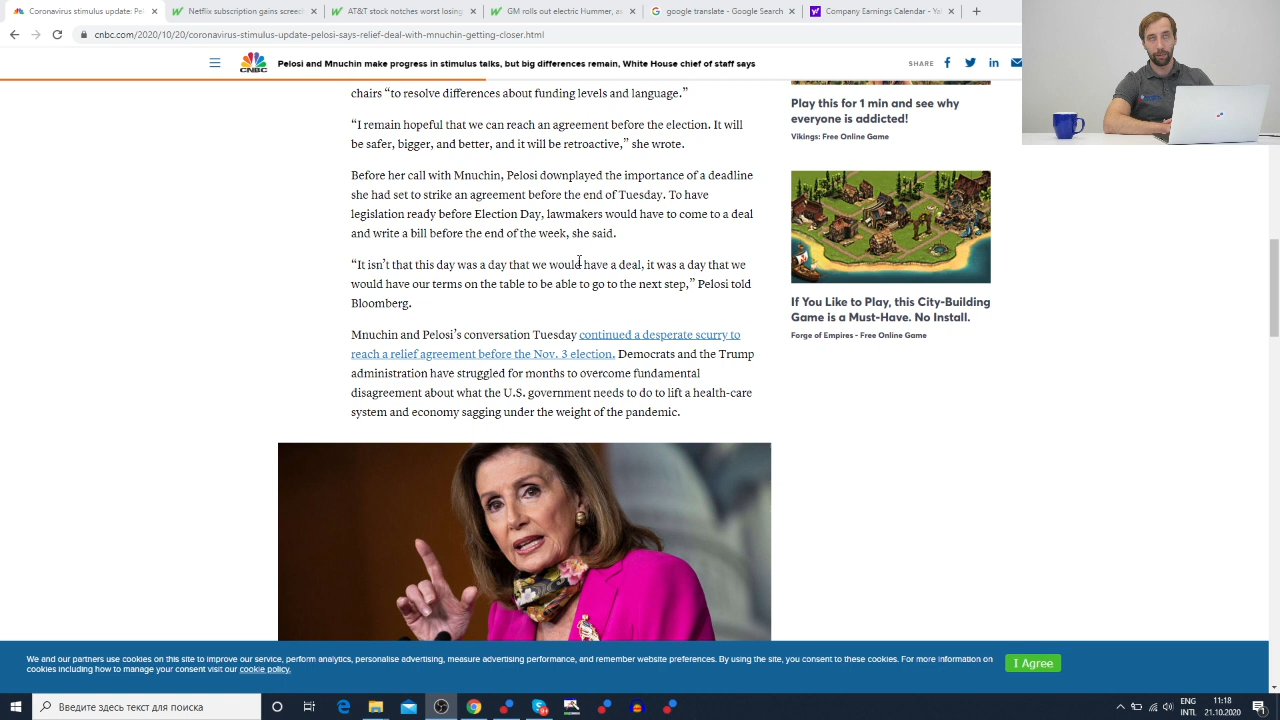 Coronavirus stimulus update Pel
Netflix subscription gains screech
AT&T stock notches worst losing
GM rolls out electric Hummer, a
google translate - Google Search
Company Earnings Calendar - Ya
cnbc.com/2020/10/20/coronavirus-stimulus-update-pelosi-says-relief-deal-with-mnuchin-getting-closer.html
CNBC
Pelosi and Mnuchin make progress in stimulus talks, but big differences remain, White House chief of staff says
SHARE
chairs “to resolve differences about funding levels and language.”
“I remain hopeful that we can reach an agreement before the election. It will
be safer, bigger, and better, and it will be retroactive,” she wrote.
Before her call with Mnuchin, Pelosi downplayed the importance of a deadline
she had set to strike an agreement before the end of Tuesday. To have
legislation ready before Election Day, lawmakers would have to come to a deal
and write a bill before the end of the week, she said.
“It isn’t that this day was a day that we would have a deal, it was a day that we
would have our terms on the table to be able to go to the next step,” Pelosi told
Bloomberg.
Mnuchin and Pelosi’s conversation Tuesday continued a desperate scurry to
reach a relief agreement before the Nov. 3 election. Democrats and the Trump
administration have struggled for months to overcome fundamental
disagreement about what the U.S. government needs to do to lift a health-care
system and economy sagging under the weight of the pandemic.
Play this for 1 min and see why
everyone is addicted!
Vikings: Free Online Game
If You Like to Play, this City-Building
Game is a Must-Have. No Install.
Forge of Empires - Free Online Game
We and our partners use cookies on this site to improve our service, perform analytics, personalise advertising, measure advertising performance, and remember website preferences. By using the site, you consent to these cookies. For more information on
cookies including how to manage your consent visit our cookie policy.
I Agree
Введите здесь текст для поиска
ENG
INTL
11:18
21.10.2020